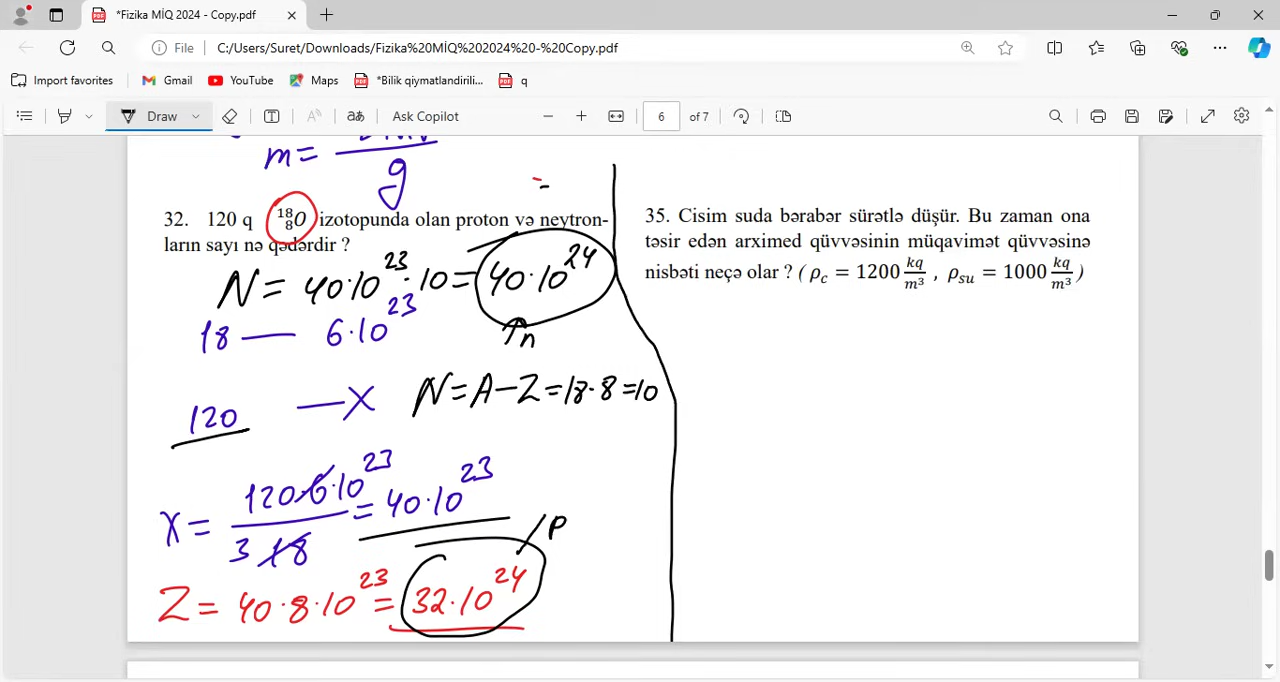 *Fizika MİQ 2024 - Copy.pdf
File C:/Users/Suret/Downloads/Fizika%20MİQ%202024%20-%20Copy.pdf
Import favorites Gmail YouTube Maps *Bilik qiymatlandirili... q
Draw aあ Ask Copilot 6 of 7
m=
g
=
32. 120 q ¹⁸₈O izotopunda olan proton və neytron-
ların sayı nə qədərdir ?
N = 40·10²³·10 = 40·10²⁴
18 — 6·10²³
n
120 — X
N=A-Z=18-8=10
X = 120·6·10²³ / 3 18 = 40·10²³
P
Z = 40·8·10²³ = 32·10²⁴
35. Cisim suda bərabər sürətlə düşür. Bu zaman ona
təsir edən arximed qüvvəsinin müqavimət qüvvəsinə
nisbəti neçə olar ? ( ρc = 1200 kq/m³ , ρsu = 1000 kq/m³ )